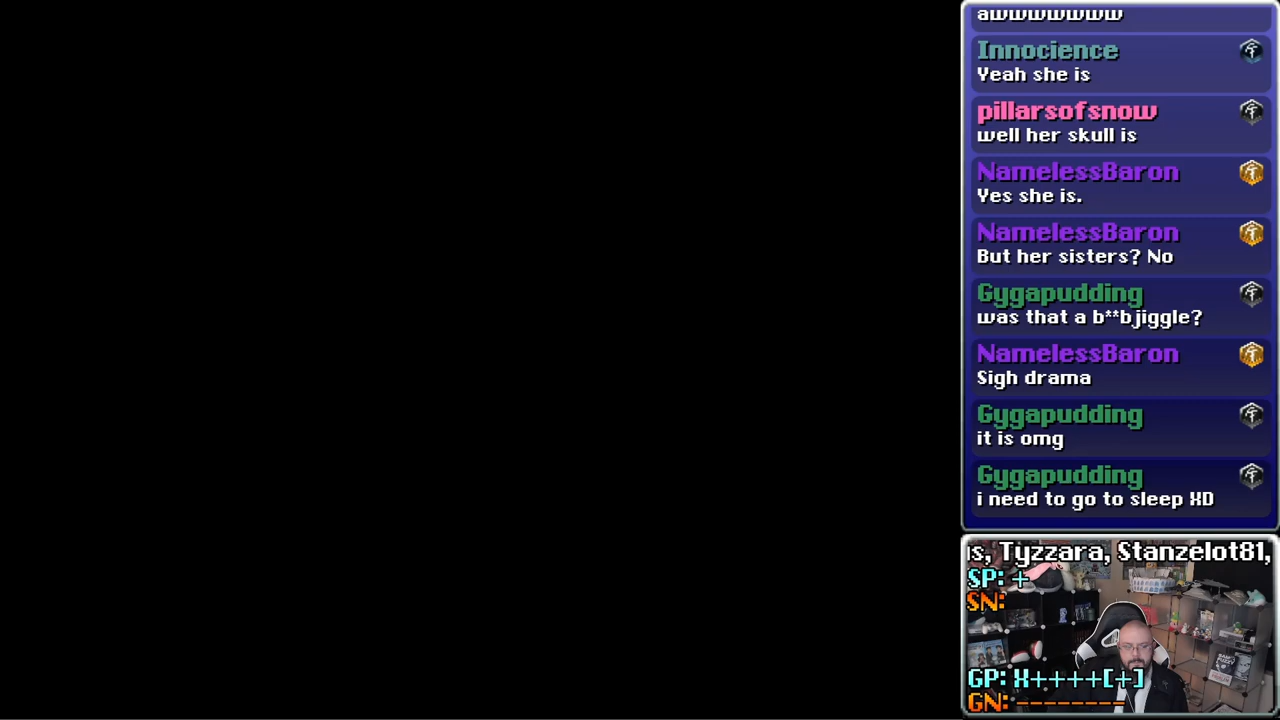 awwwwwww
Innocience
Yeah she is
pillarsofsnow
well her skull is
NamelessBaron
Yes she is.
NamelessBaron
But her sisters? No
Gygapudding
was that a b**bjiggle?
NamelessBaron
Sigh drama
Gygapudding
it is omg
Gygapudding
i need to go to sleep XD
s, Tyzzara, Stanzelot81,
SP: +
SN:
GP: X++++[+]
GN: --------